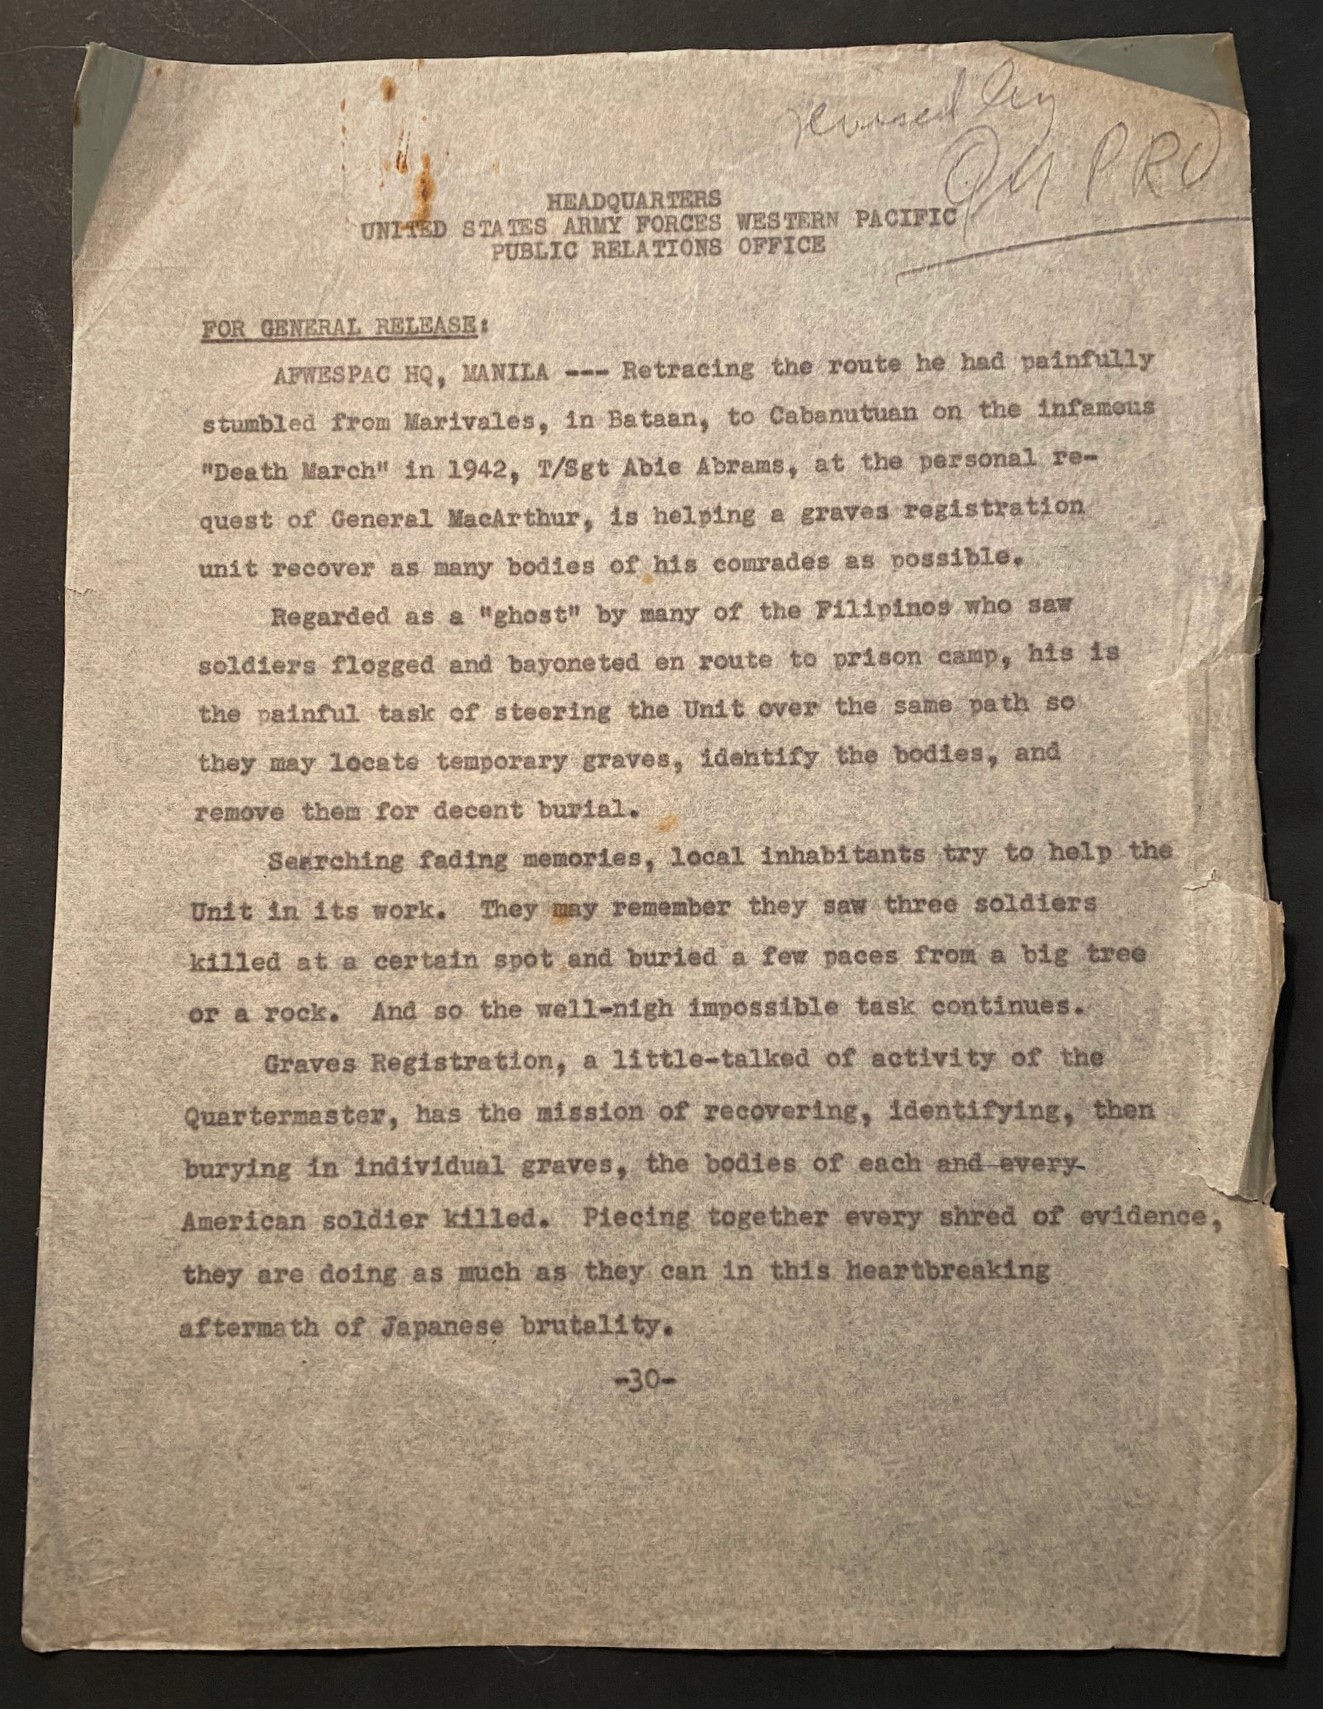 revised by
QM PRO
HEADQUARTERS
UNITED STATES ARMY FORCES WESTERN PACIFIC
PUBLIC RELATIONS OFFICE
FOR GENERAL RELEASE:
AFWESPAC HQ, MANILA --- Retracing the route he had painfully
stumbled from Marivales, in Bataan, to Cabanutuan on the infamous
"Death March" in 1942, T/Sgt Abie Abrams, at the personal re-
quest of General MacArthur, is helping a graves registration
unit recover as many bodies of his comrades as possible.
Regarded as a "ghost" by many of the Filipinos who saw
soldiers flogged and bayoneted en route to prison camp, his is
the painful task of steering the Unit over the same path so
they may locate temporary graves, identify the bodies, and
remove them for decent burial.
Searching fading memories, local inhabitants try to help the
Unit in its work. They may remember they saw three soldiers
killed at a certain spot and buried a few paces from a big tree
or a rock. And so the well-nigh impossible task continues.
Graves Registration, a little-talked of activity of the
Quartermaster, has the mission of recovering, identifying, then
burying in individual graves, the bodies of each and every
American soldier killed. Piecing together every shred of evidence,
they are doing as much as they can in this heartbreaking
aftermath of Japanese brutality.
-30-